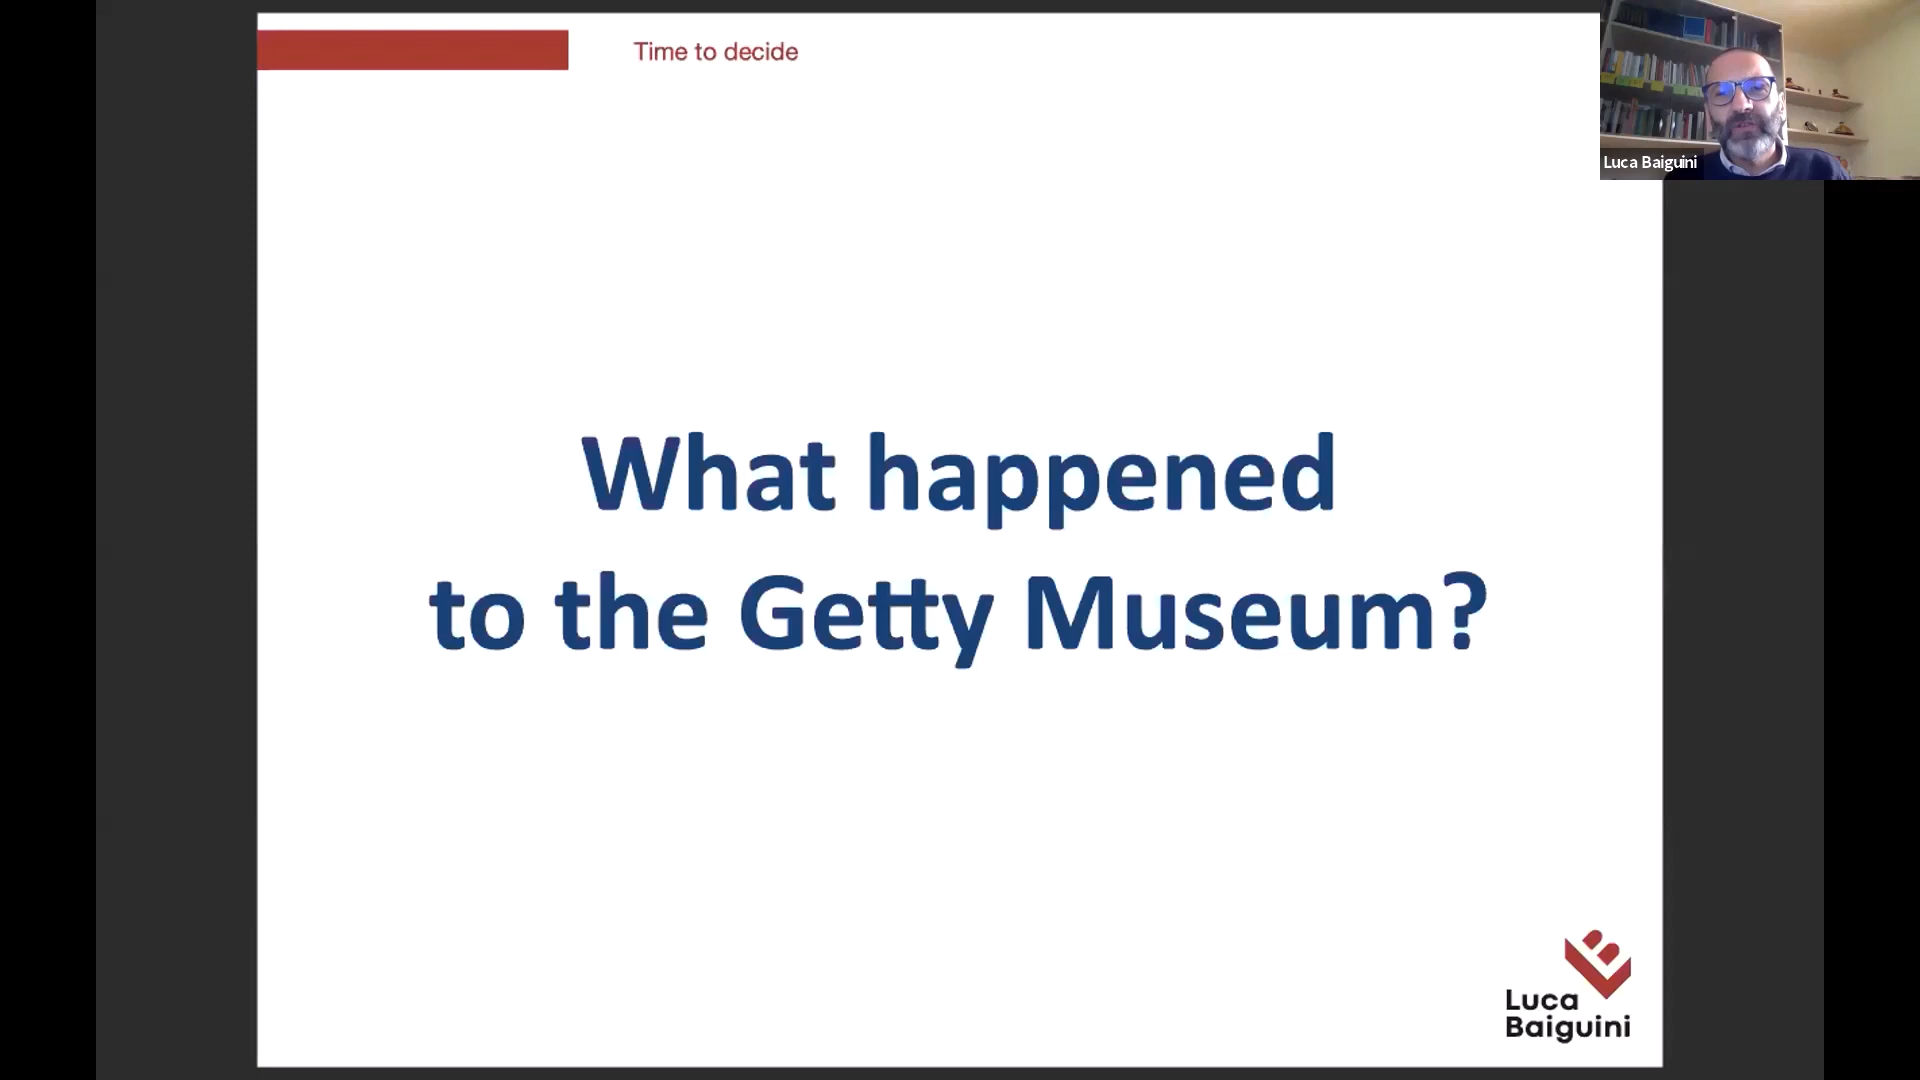 Time to decide
Luca Baiguini
What happened
to the Getty Museum?
Luca
Baiguini